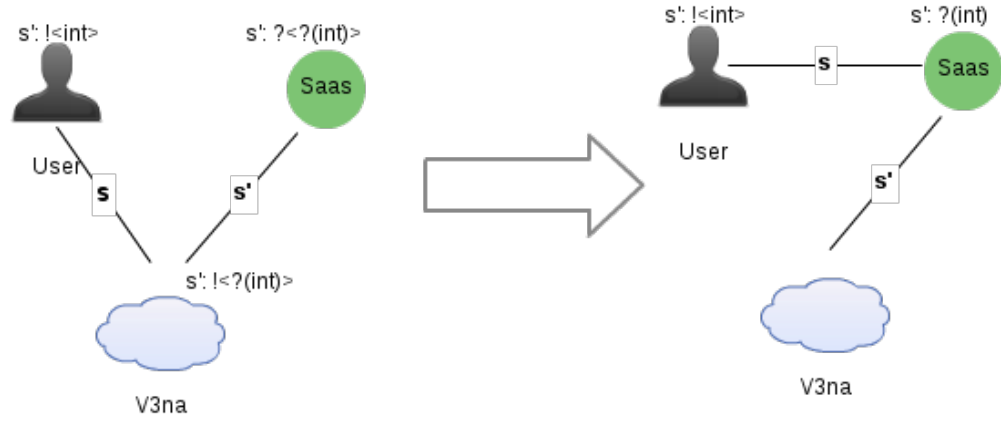 s': !<int>
s': ?<?(int)>
Saas
User
s
s'
s': !<?(int)>
V3na
s': !<int>
s': ?(int)
s
Saas
User
s'
V3na